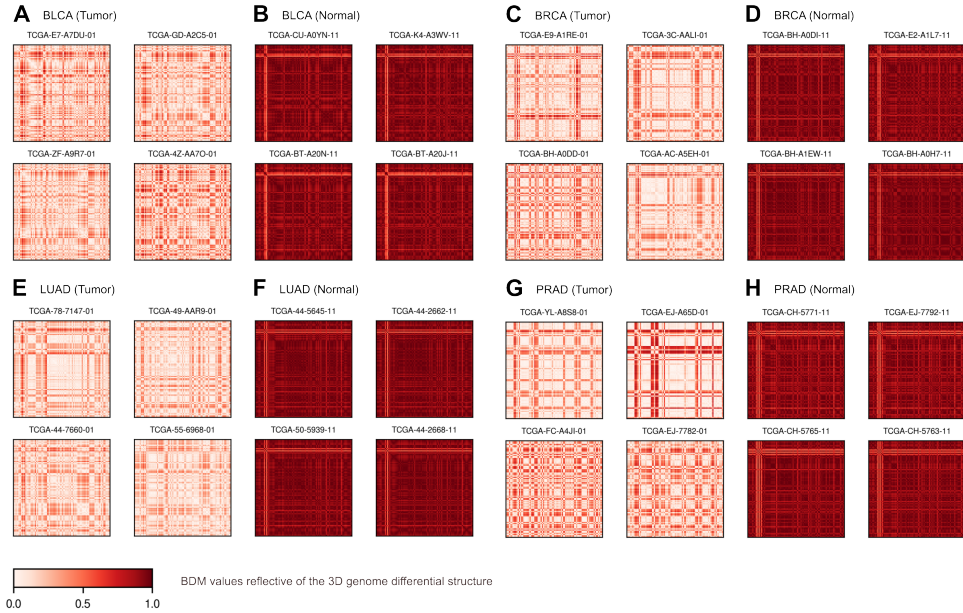 A BLCA (Tumor)
TCGA-E7-A7DU-01 TCGA-GD-A2C5-01
TCGA-ZF-A9R7-01 TCGA-4Z-AA7O-01
B BLCA (Normal)
TCGA-CU-A0YN-11 TCGA-K4-A3WV-11
TCGA-BT-A20N-11 TCGA-BT-A20J-11
C BRCA (Tumor)
TCGA-E9-A1RE-01 TCGA-3C-AALI-01
TCGA-BH-A0DD-01 TCGA-AC-A5EH-01
D BRCA (Normal)
TCGA-BH-A0DI-11 TCGA-E2-A1L7-11
TCGA-BH-A1EW-11 TCGA-BH-A0H7-11
E LUAD (Tumor)
TCGA-78-7147-01 TCGA-49-AAR9-01
TCGA-44-7660-01 TCGA-55-6968-01
F LUAD (Normal)
TCGA-44-5645-11 TCGA-44-2662-11
TCGA-50-5939-11 TCGA-44-2668-11
G PRAD (Tumor)
TCGA-YL-A8S8-01 TCGA-EJ-A65D-01
TCGA-FC-A4JI-01 TCGA-EJ-7782-01
H PRAD (Normal)
TCGA-CH-5771-11 TCGA-EJ-7792-11
TCGA-CH-5765-11 TCGA-CH-5763-11
BDM values reflective of the 3D genome differential structure
0.0 0.5 1.0